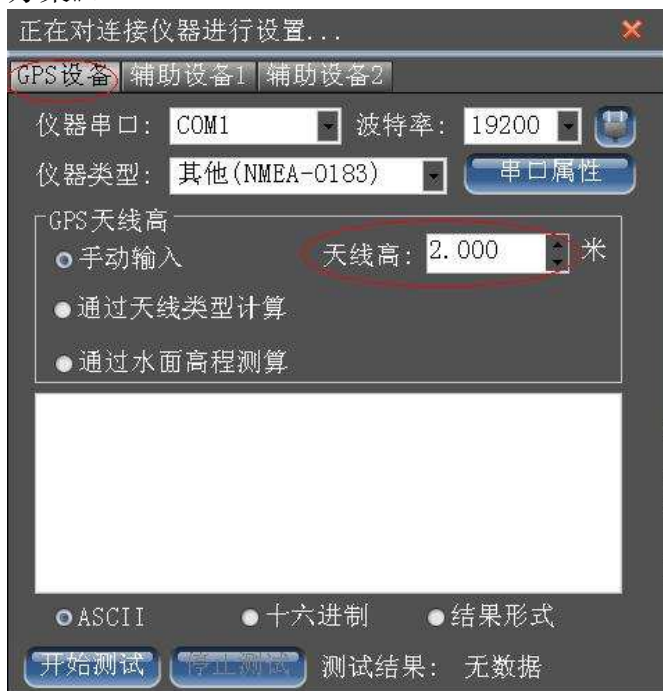 正在对连接仪器进行设置...
GPS设备 辅助设备1 辅助设备2
仪器串口: COM1 波特率: 19200
仪器类型: 其他(NMEA-0183) 串口属性
GPS天线高
手动输入 天线高: 2.000 米
通过天线类型计算
通过水面高程测算
ASCII 十六进制 结果形式
开始测试 停止测试 测试结果: 无数据